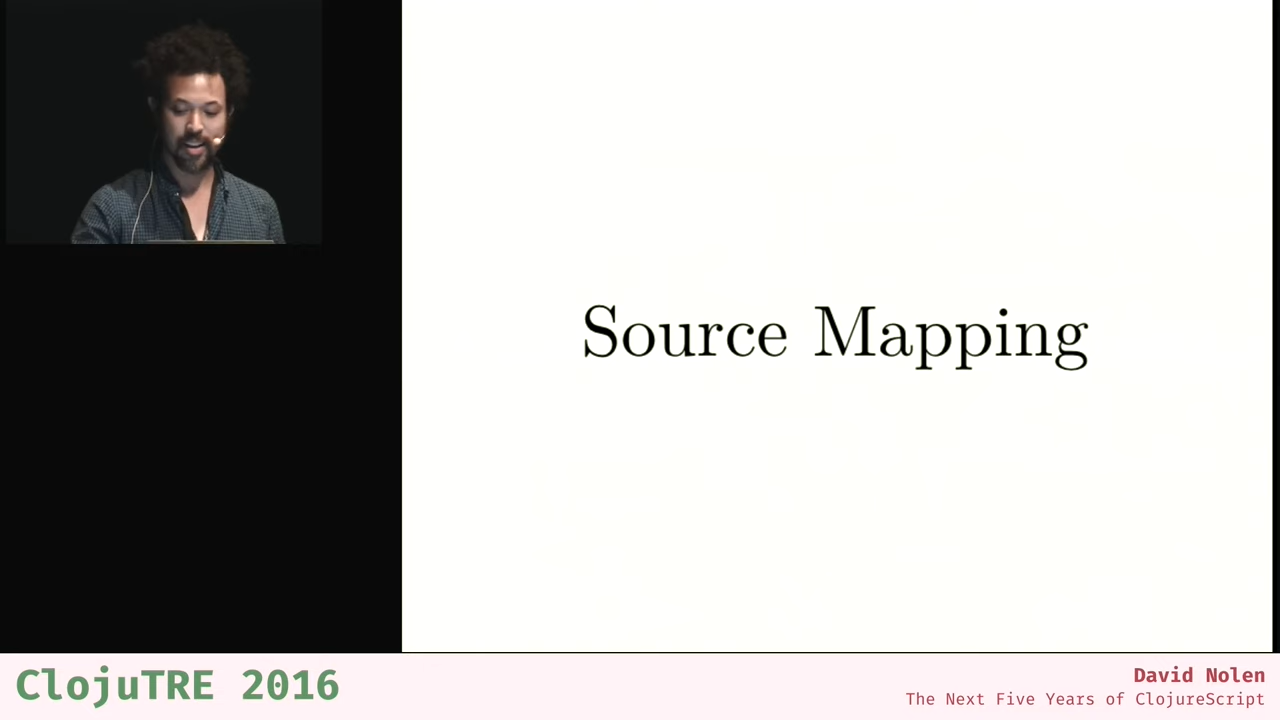 Source Mapping
ClojuTRE 2016
David Nolen
The Next Five Years of ClojureScript